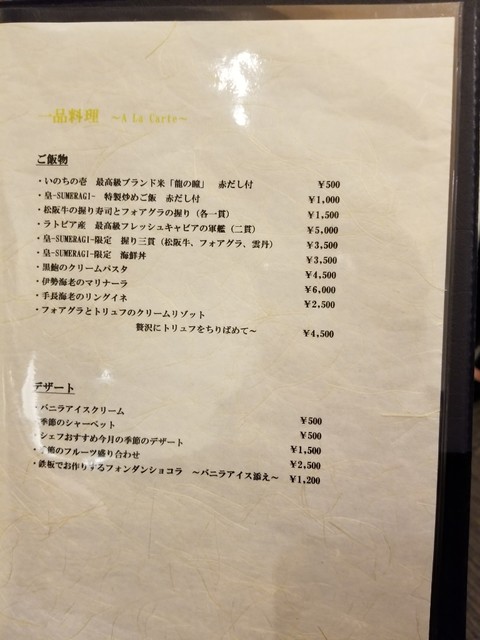 一品料理 ~A La Carte~
ご飯物
・いのちの壱 最高級ブランド米「龍の瞳」 赤だし付 ¥500
・皇-SUMERAGI- 特製炒めご飯 赤だし付 ¥1,000
・松阪牛の握り寿司とフォアグラの握り（各一貫） ¥1,500
・ラトビア産 最高級フレッシュキャビアの軍艦（二貫） ¥5,000
・皇-SUMERAGI-限定 握り三貫（松阪牛、フォアグラ、雲丹） ¥3,500
・皇-SUMERAGI-限定 海鮮丼 ¥3,500
・黒鮑のクリームパスタ ¥4,500
・伊勢海老のマリナーラ ¥6,000
・手長海老のリングイネ ¥2,500
・フォアグラとトリュフのクリームリゾット
贅沢にトリュフをちりばめて～ ¥4,500
デザート
・バニラアイスクリーム ¥500
・季節のシャーベット ¥500
・シェフおすすめ今月の季節のデザート ¥1,500
・季節のフルーツ盛り合わせ ¥2,500
・鉄板でお作りするフォンダンショコラ ～バニラアイス添え～ ¥1,200